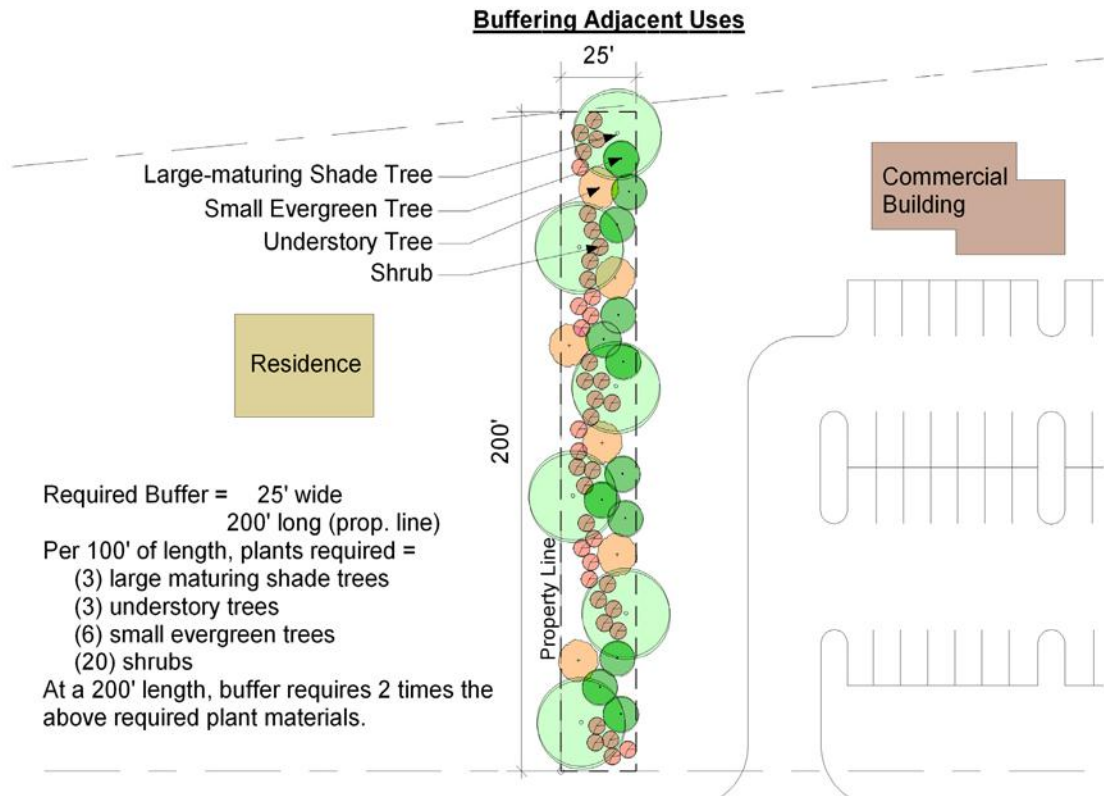 Buffering Adjacent Uses
25'
Large-maturing Shade Tree
Small Evergreen Tree
Understory Tree
Shrub
Commercial
Building
Residence
200'
Property Line
Required Buffer = 25' wide
200' long (prop. line)
Per 100' of length, plants required =
(3) large maturing shade trees
(3) understory trees
(6) small evergreen trees
(20) shrubs
At a 200' length, buffer requires 2 times the
above required plant materials.